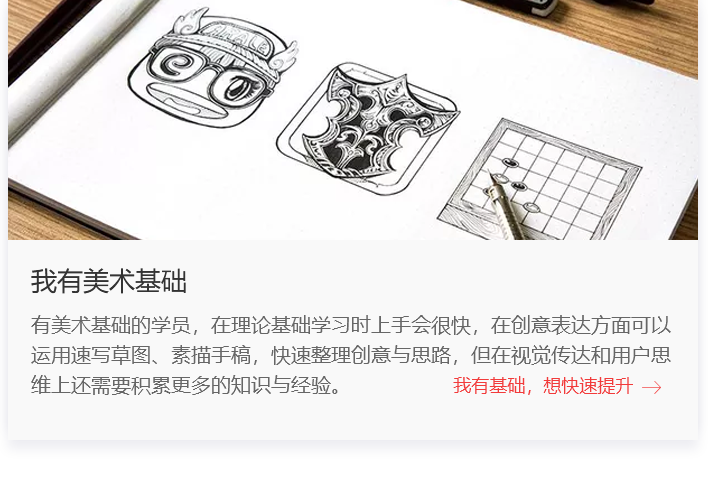 ARALE
我有美术基础
有美术基础的学员，在理论基础学习时上手会很快，在创意表达方面可以
运用速写草图、素描手稿，快速整理创意与思路，但在视觉传达和用户思
维上还需要积累更多的知识与经验。
我有基础，想快速提升 →